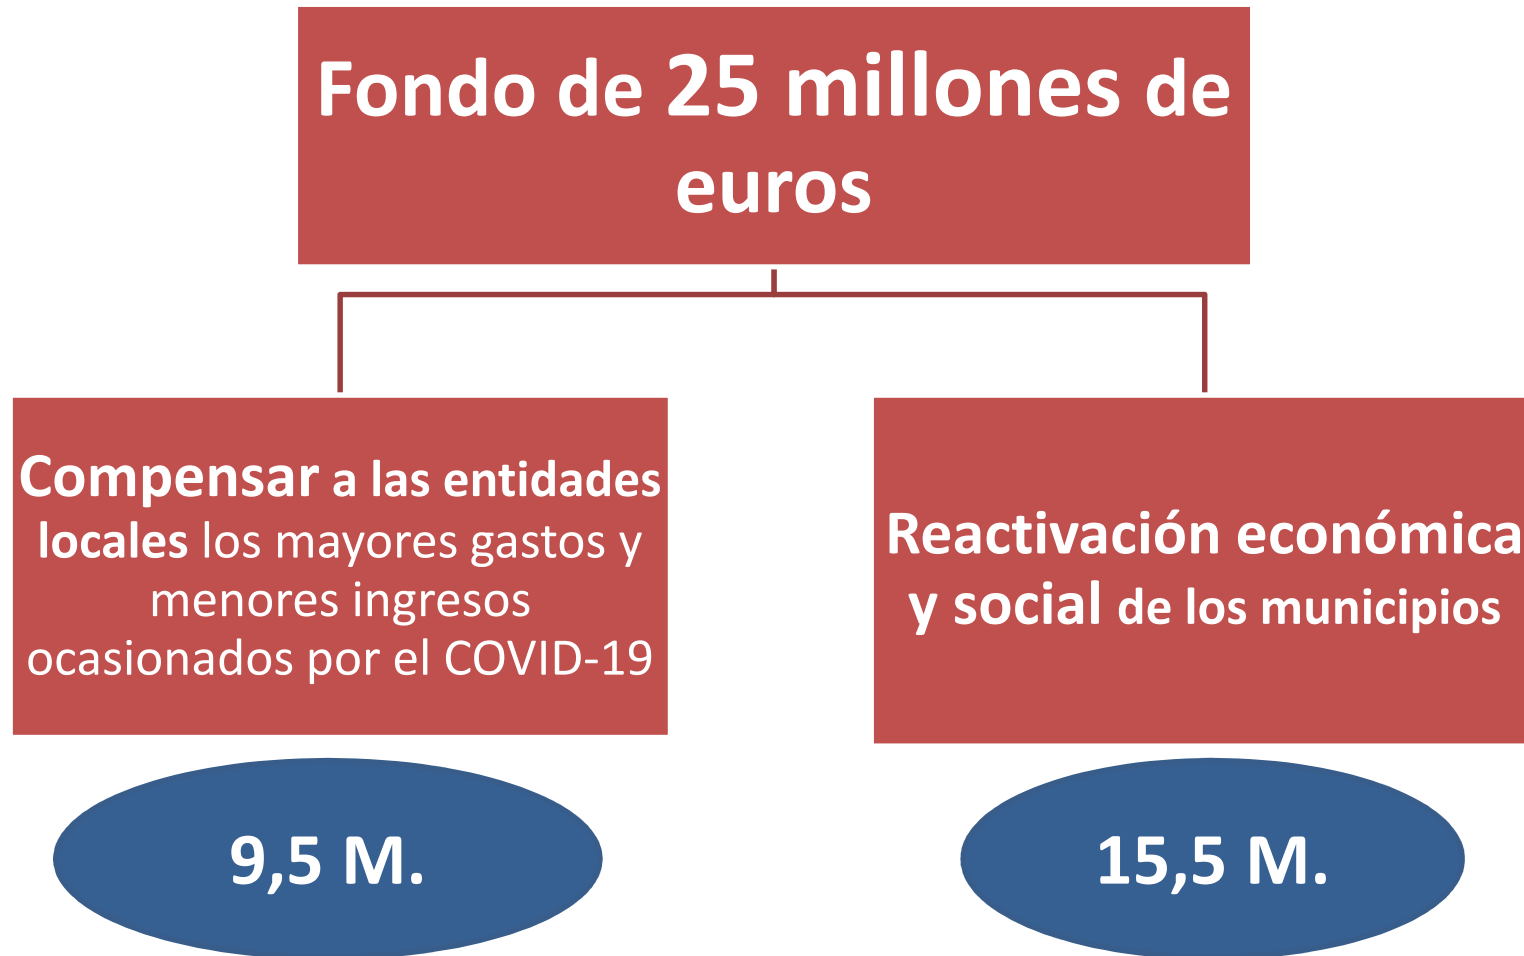 Fondo de 25 millones de
euros
Compensar a las entidades
locales los mayores gastos y
menores ingresos
ocasionados por el COVID-19
Reactivación económica
y social de los municipios
9,5 M.
15,5 M.